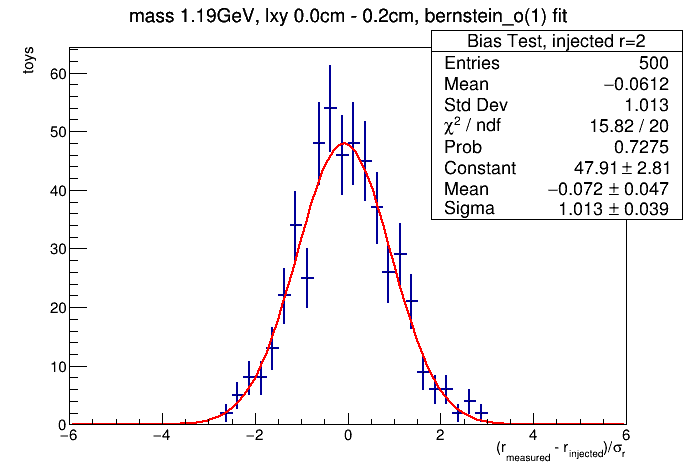 mass 1.19GeV, lxy 0.0cm - 0.2cm, bernstein_o(1) fit
toys
Bias Test, injected r=2
Entries 500
Mean −0.0612
Std Dev 1.013
χ² / ndf 15.82 / 20
Prob 0.7275
Constant 47.91 ± 2.81
Mean −0.072 ± 0.047
Sigma 1.013 ± 0.039
60
50
40
30
20
10
0
−6 −4 −2 0 2 4 6
(r_measured - r_injected)/σ_r